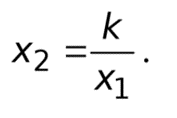 x₂ = k/x₁.